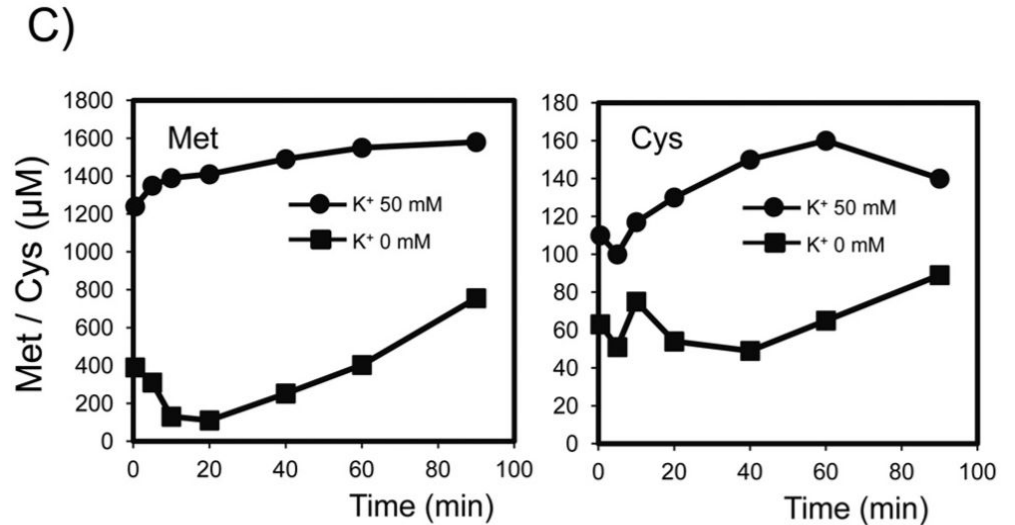 C)
Met / Cys (μM)
1800
1600
1400
1200
1000
800
600
400
200
0
Met
K⁺ 50 mM
K⁺ 0 mM
0 20 40 60 80 100
Time (min)
180
160
140
120
100
80
60
40
20
0
Cys
K⁺ 50 mM
K⁺ 0 mM
0 20 40 60 80 100
Time (min)